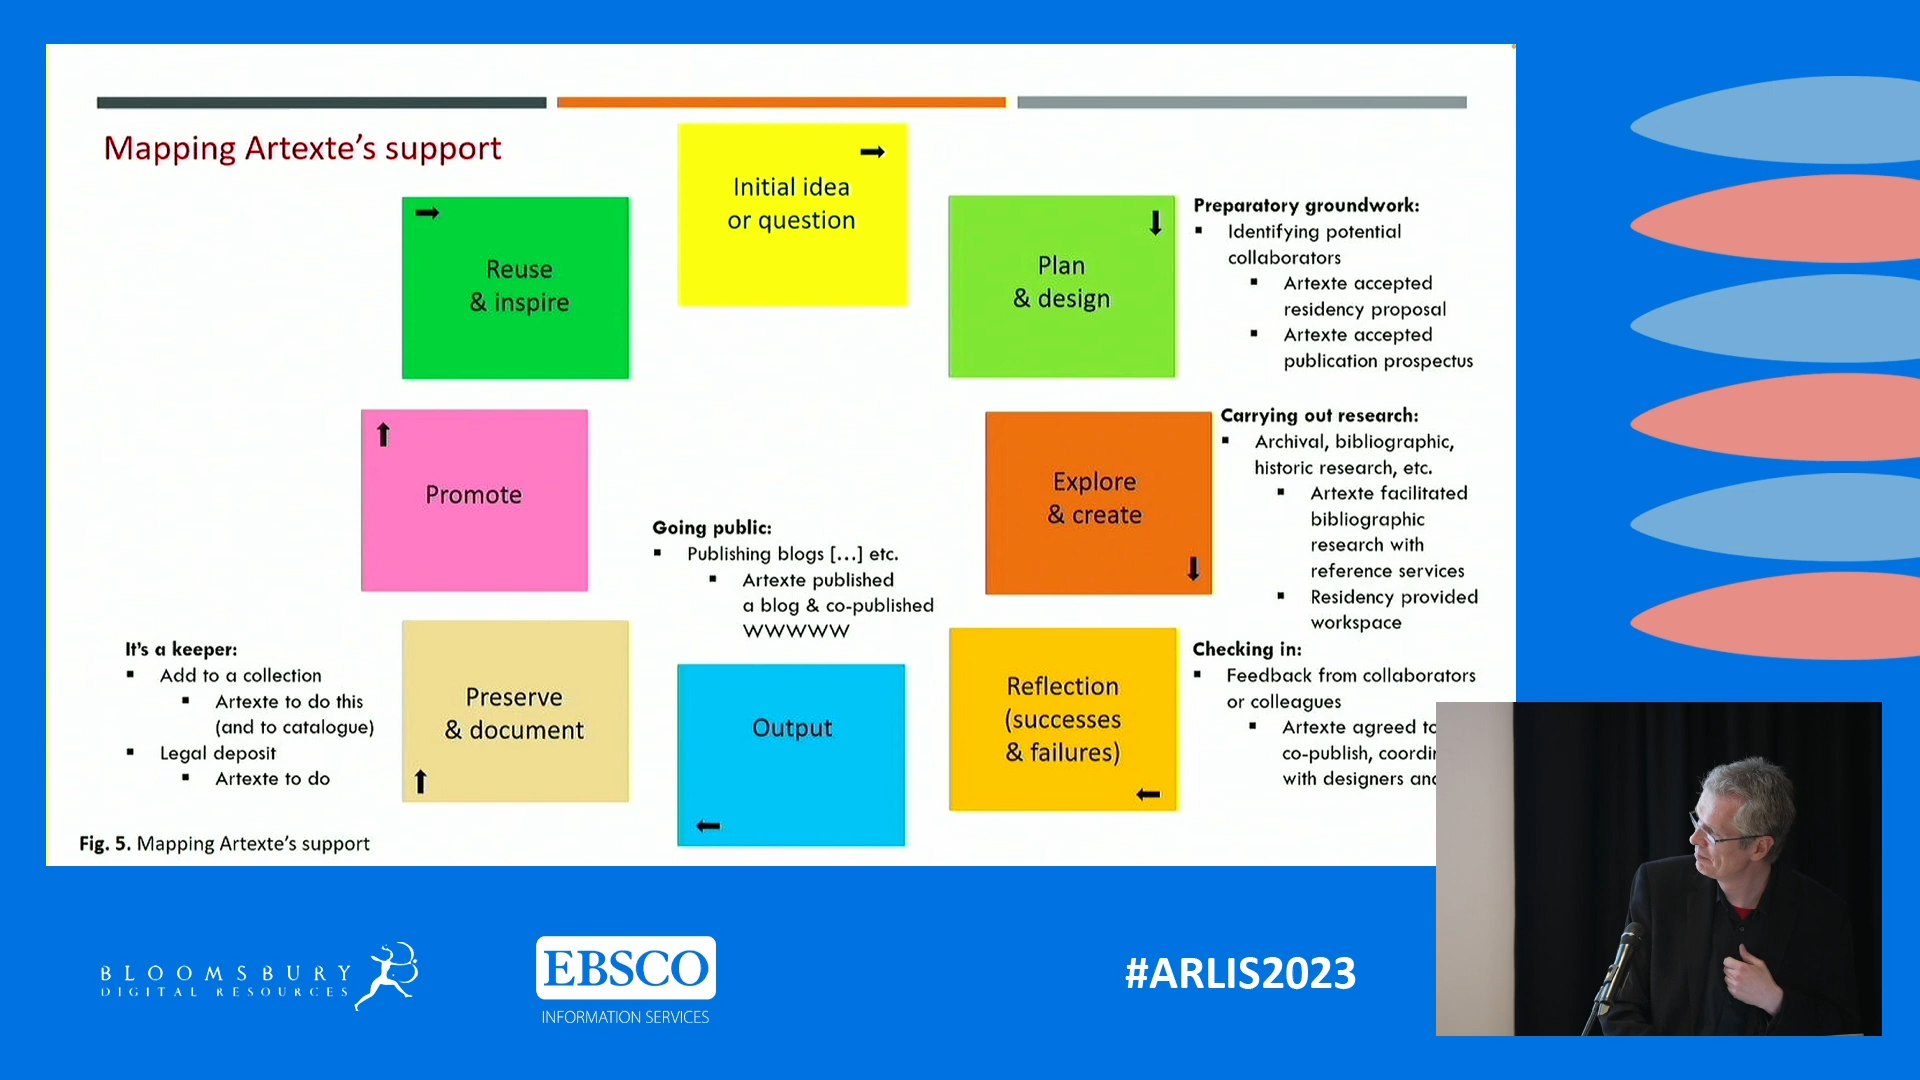 Mapping Artexte's support
Initial idea
or question
Reuse
& inspire
Plan
& design
Preparatory groundwork:
▪ Identifying potential
collaborators
▪ Artexte accepted
residency proposal
▪ Artexte accepted
publication prospectus
Promote
Explore
& create
Carrying out research:
▪ Archival, bibliographic,
historic research, etc.
▪ Artexte facilitated
bibliographic
research with
reference services
▪ Residency provided
workspace
Going public:
▪ Publishing blogs […] etc.
▪ Artexte published
a blog & co-published
WWWWW
It's a keeper:
▪ Add to a collection
▪ Artexte to do this
(and to catalogue)
▪ Legal deposit
▪ Artexte to do
Preserve
& document
Output
Reflection
(successes
& failures)
Checking in:
▪ Feedback from collaborators
or colleagues
▪ Artexte agreed to
co-publish,
with designers
Fig. 5. Mapping Artexte's support
BLOOMSBURY
DIGITAL RESOURCES
EBSCO
INFORMATION SERVICES
#ARLIS2023